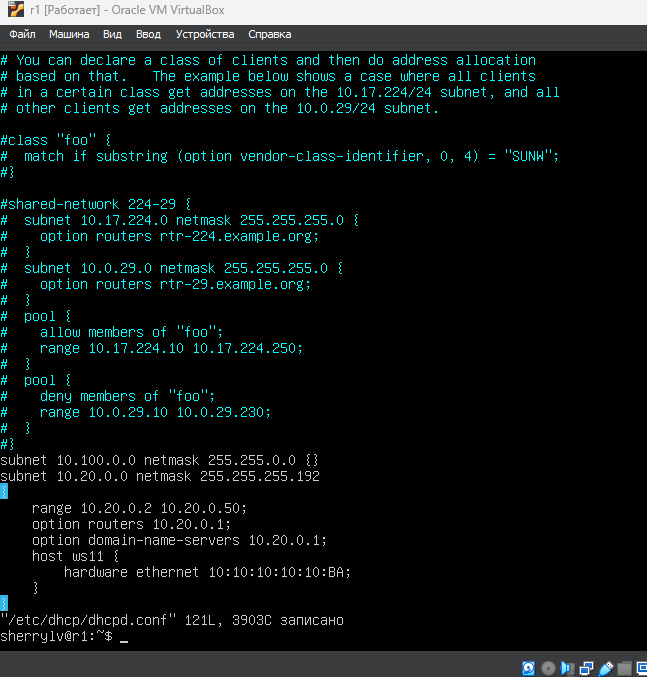 r1 [Работает] - Oracle VM VirtualBox
Файл Машина Вид Ввод Устройства Справка
# You can declare a class of clients and then do address allocation
# based on that.   The example below shows a case where all clients
# in a certain class get addresses on the 10.17.224/24 subnet, and all
# other clients get addresses on the 10.0.29/24 subnet.
#class "foo" {
#  match if substring (option vendor-class-identifier, 0, 4) = "SUNW";
#}
#shared-network 224-29 {
#  subnet 10.17.224.0 netmask 255.255.255.0 {
#    option routers rtr-224.example.org;
#  }
#  subnet 10.0.29.0 netmask 255.255.255.0 {
#    option routers rtr-29.example.org;
#  }
#  pool {
#    allow members of "foo";
#    range 10.17.224.10 10.17.224.250;
#  }
#  pool {
#    deny members of "foo";
#    range 10.0.29.10 10.0.29.230;
#  }
#}
subnet 10.100.0.0 netmask 255.255.0.0 {}
subnet 10.20.0.0 netmask 255.255.255.192
{
    range 10.20.0.2 10.20.0.50;
    option routers 10.20.0.1;
    option domain-name-servers 10.20.0.1;
    host ws11 {
        hardware ethernet 10:10:10:10:10:BA;
    }
}
"/etc/dhcp/dhcpd.conf" 121L, 3903C записано
sherrylv@r1:~$ _